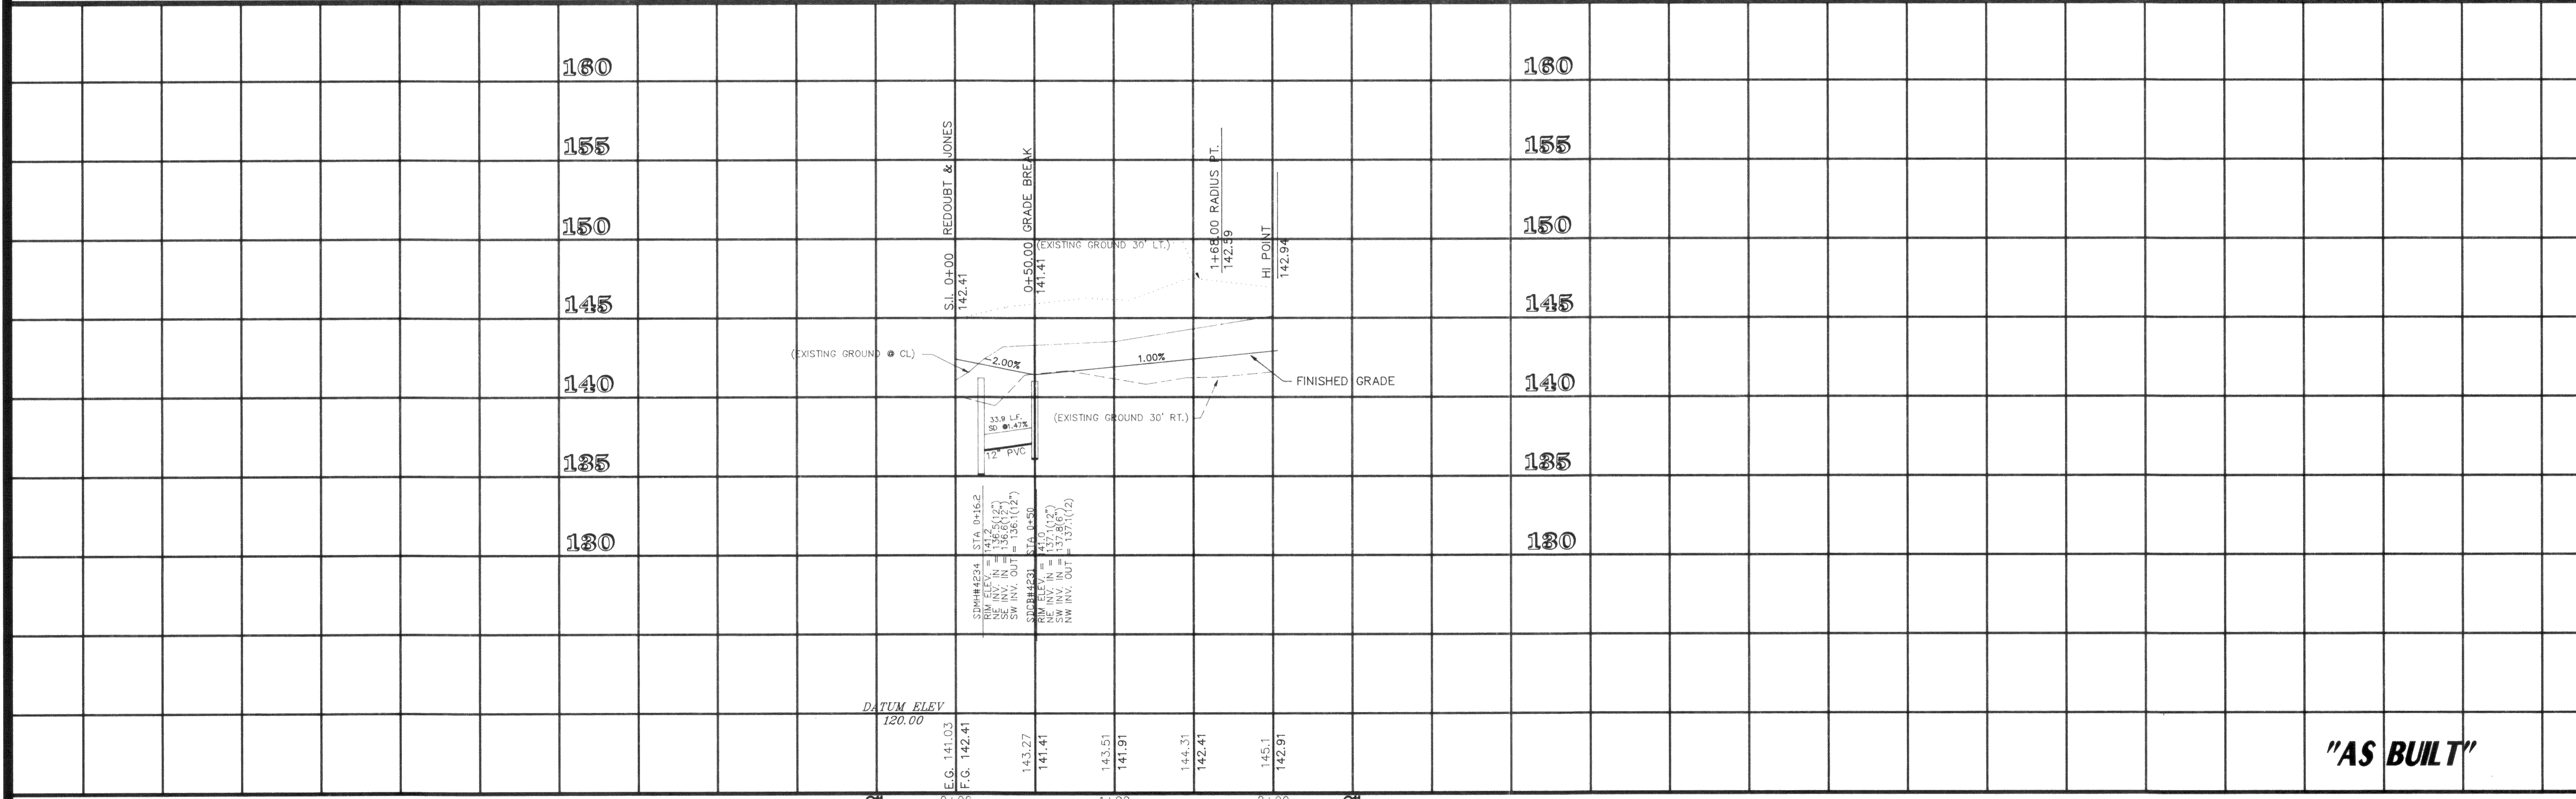 160
160
155
155
150
150
145
145
140
140
135
135
130
130
S.I. 0+00 REDOUBT & JONES
142.41
0+50.00 GRADE BREAK
141.41
(EXISTING GROUND 30' LT.)
1+68.00 RADIUS PT.
142.59
HI POINT
142.94
(EXISTING GROUND @ CL)
-2.00%
1.00%
FINISHED GRADE
(EXISTING GROUND 30' RT.)
33.9 L.F.
SD @1.47%
12" PVC
SDMH#4234 STA 0+16.2
RIM ELEV. = 141.2
NE INV. IN = 136.5(12")
SE INV. IN = 136.6(12")
SW INV. OUT = 136.1(12")
SDCB#4231 STA 0+50
RIM ELEV. = 141.0
NE INV. IN = 137.1(12")
SW INV. IN = 137.8(6")
NW INV. OUT = 137.1(12)
DATUM ELEV
120.00
E.G. 141.03
F.G. 142.41
143.27
141.41
143.51
141.91
144.31
142.41
145.1
142.91
"AS BUILT"